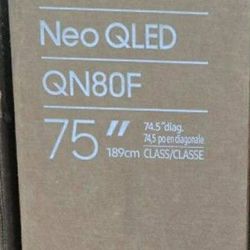 Neo QLED
QN80F
75"
74.5"diag.
74,5 po en diagonale
189cm CLASS/CLASSE